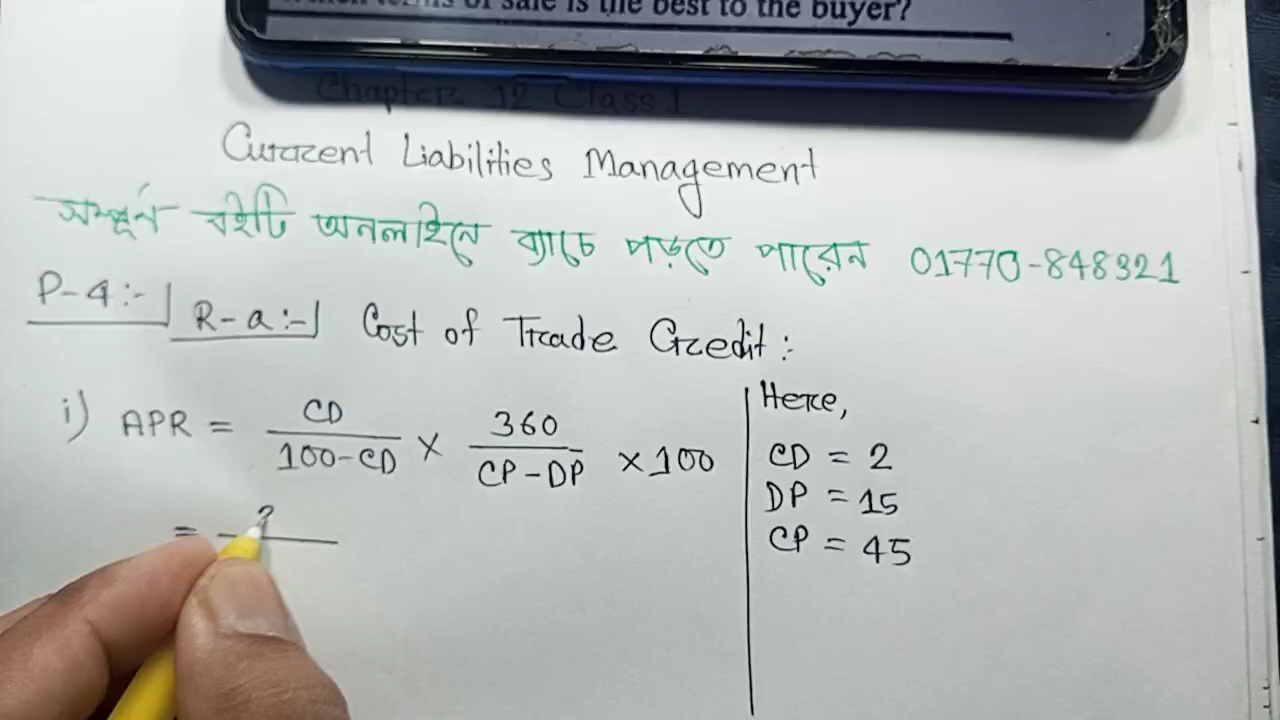 of sale is the best to the buyer?
Chapter 12 Class 1
Current Liabilities Management
সম্পূর্ন বইটি অনলাইনে ব্যাচে পড়তে পারেন 01770-848321
P-4:- R-a:- Cost of Trade Credit:
i) APR = CD / 100-CD × 360 / CP-DP × 100
= 2
Here,
CD = 2
DP = 15
CP = 45